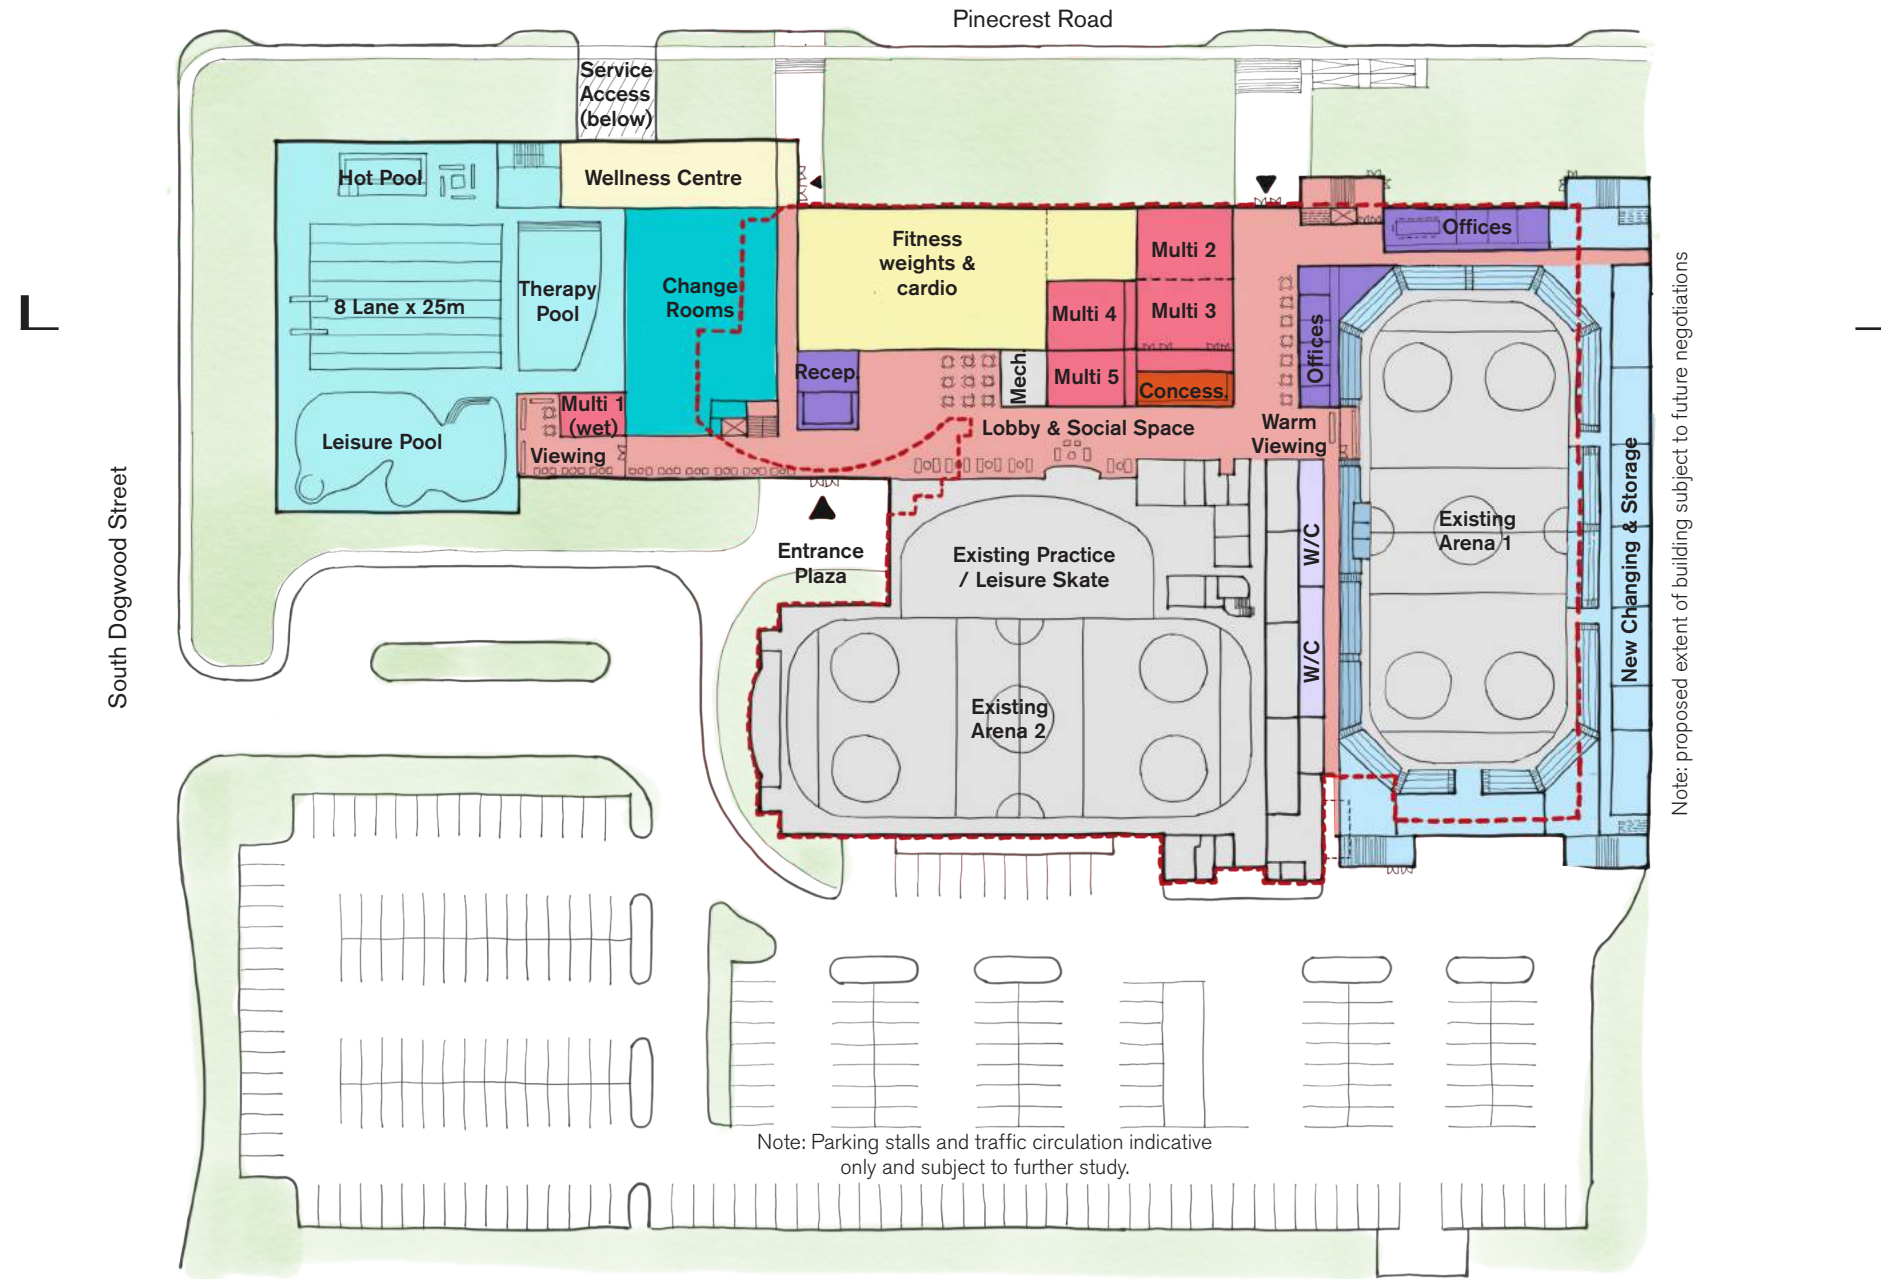 Pinecrest Road
Service
Access
(below)
Hot Pool
Wellness Centre
Fitness
weights &
cardio
Multi 2
Offices
Change
Rooms
Therapy
Pool
8 Lane x 25m
Multi 4
Multi 3
Offices
Recep.
Mech.
Multi 5
Concess.
Multi 1
(wet)
Leisure Pool
Viewing
Lobby & Social Space
Warm
Viewing
Entrance
Plaza
Existing Practice
/ Leisure Skate
W/C
W/C
Existing
Arena 1
New Changing & Storage
Existing
Arena 2
South Dogwood Street
Note: proposed extent of building subject to future negotiations
Note: Parking stalls and traffic circulation indicative
only and subject to further study.